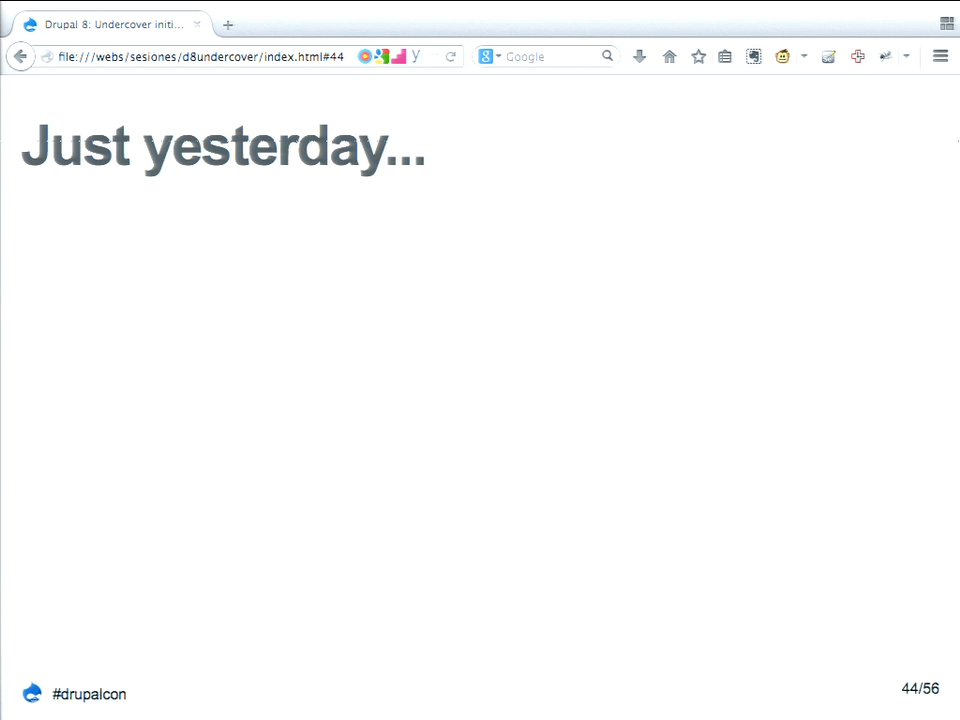 Drupal 8: Undercover initi...
file:///webs/sesiones/d8undercover/index.html#44
Google
Just yesterday...
#drupalcon
44/56